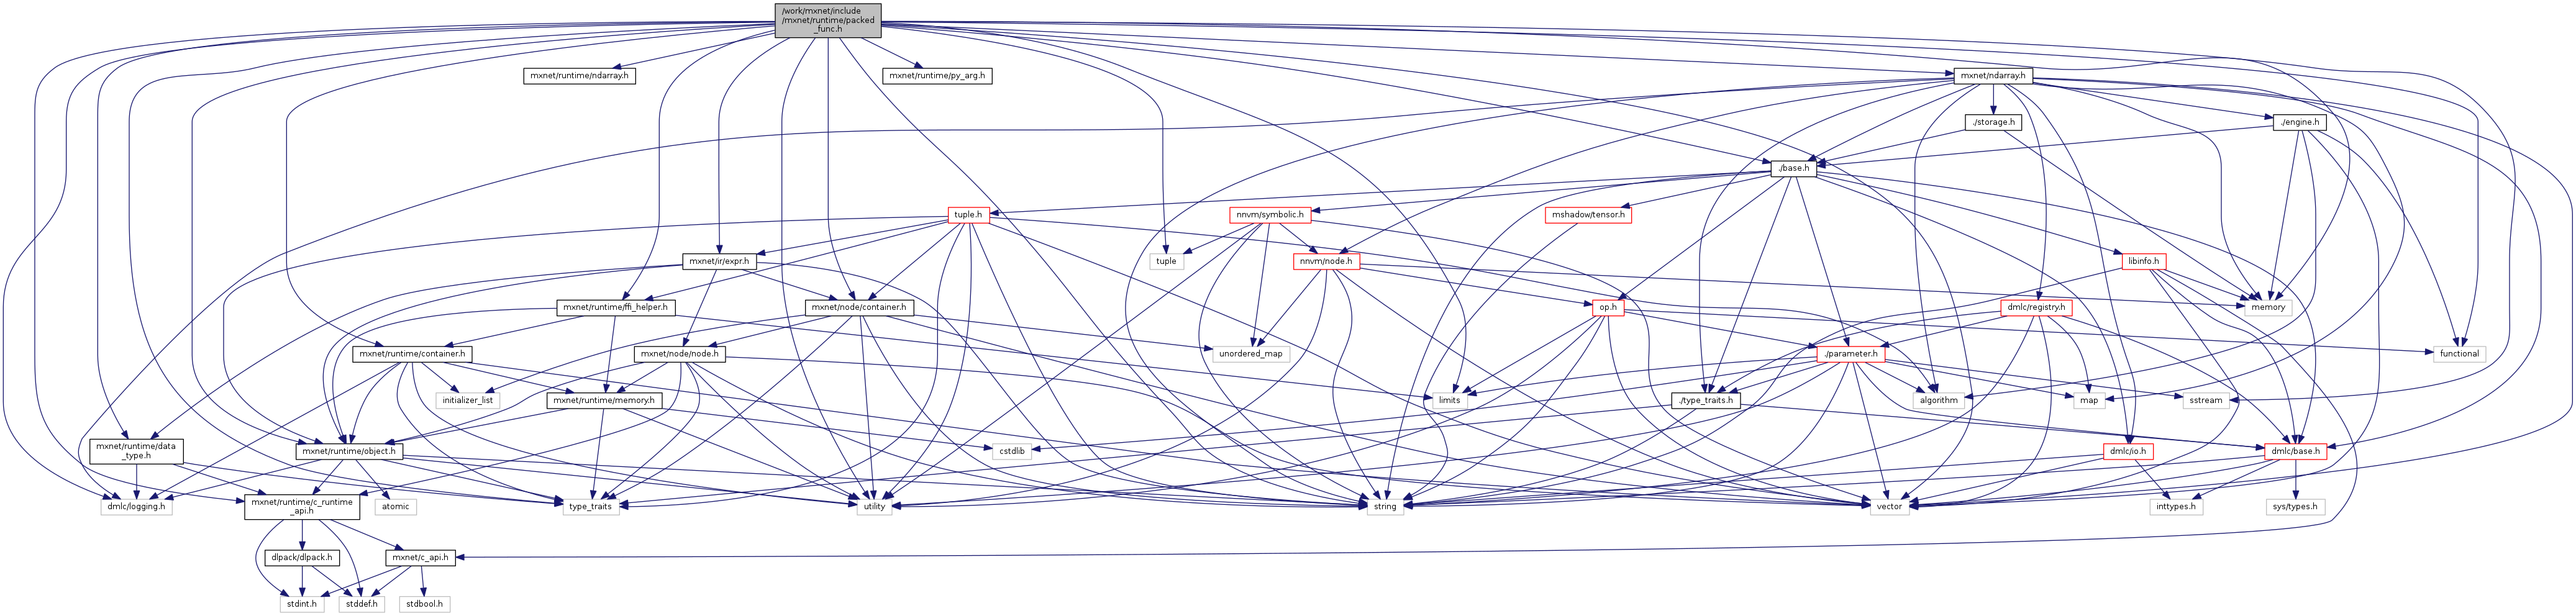 /work/mxnet/include
/mxnet/runtime/packed
_func.h
mxnet/runtime/ndarray.h
mxnet/runtime/py_arg.h
mxnet/ndarray.h
./storage.h
./engine.h
./base.h
tuple.h
nnvm/symbolic.h
mshadow/tensor.h
mxnet/ir/expr.h
tuple
nnvm/node.h
libinfo.h
mxnet/runtime/ffi_helper.h
mxnet/node/container.h
op.h
dmlc/registry.h
memory
mxnet/runtime/container.h
mxnet/node/node.h
unordered_map
./parameter.h
functional
initializer_list
mxnet/runtime/memory.h
limits
./type_traits.h
algorithm
map
sstream
mxnet/runtime/data
_type.h
mxnet/runtime/object.h
cstdlib
dmlc/io.h
dmlc/base.h
dmlc/logging.h
mxnet/runtime/c_runtime
_api.h
atomic
type_traits
utility
string
vector
inttypes.h
sys/types.h
dlpack/dlpack.h
mxnet/c_api.h
stdint.h
stddef.h
stdbool.h